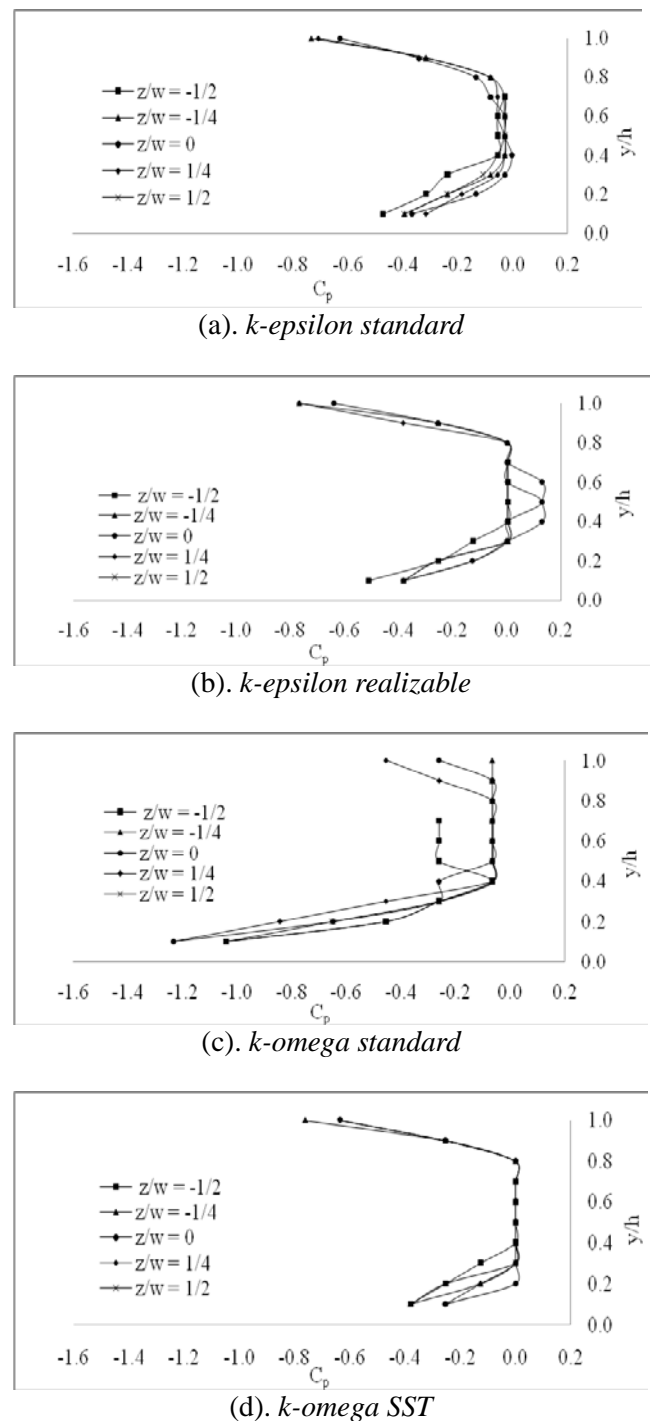 1.0
0.8
0.6
0.4
0.2
0.0
y/h
z/w = -1/2
z/w = -1/4
z/w = 0
z/w = 1/4
z/w = 1/2
-1.6 -1.4 -1.2 -1.0 -0.8 -0.6 -0.4 -0.2 0.0 0.2
Cp
(a). k-epsilon standard
1.0
0.8
0.6
0.4
0.2
0.0
y/h
z/w = -1/2
z/w = -1/4
z/w = 0
z/w = 1/4
z/w = 1/2
-1.6 -1.4 -1.2 -1.0 -0.8 -0.6 -0.4 -0.2 0.0 0.2
Cp
(b). k-epsilon realizable
1.0
0.8
0.6
0.4
0.2
0.0
y/h
z/w = -1/2
z/w = -1/4
z/w = 0
z/w = 1/4
z/w = 1/2
-1.6 -1.4 -1.2 -1.0 -0.8 -0.6 -0.4 -0.2 0.0 0.2
Cp
(c). k-omega standard
1.0
0.8
0.6
0.4
0.2
0.0
y/h
z/w = -1/2
z/w = -1/4
z/w = 0
z/w = 1/4
z/w = 1/2
-1.6 -1.4 -1.2 -1.0 -0.8 -0.6 -0.4 -0.2 0.0 0.2
Cp
(d). k-omega SST